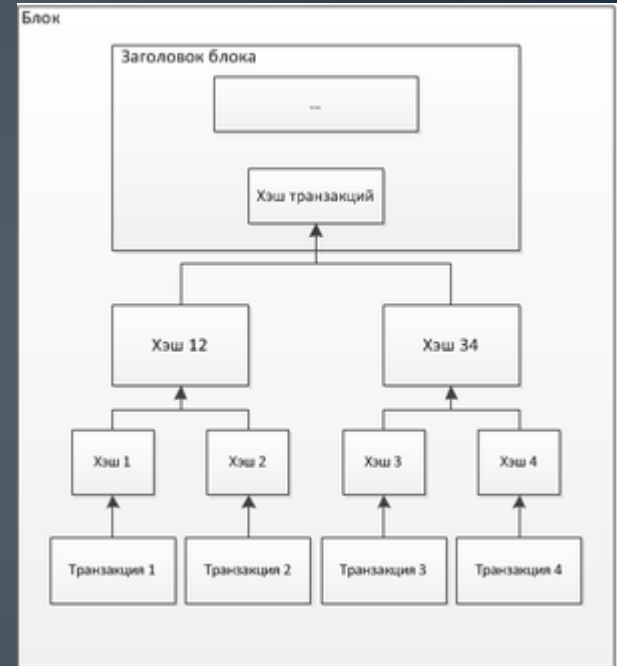 Блок
Заголовок блока
...
Хэш транзакций
Хэш 12
Хэш 34
Хэш 1
Хэш 2
Хэш 3
Хэш 4
Транзакция 1
Транзакция 2
Транзакция 3
Транзакция 4